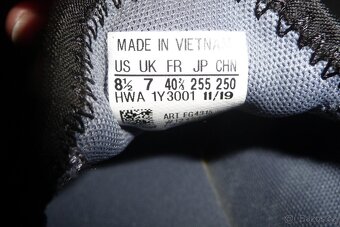 MADE IN VIETNAM
US UK FR JP CHN
8½ 7 40⅔ 255 250
HWA 1Y3001 11/19
ART